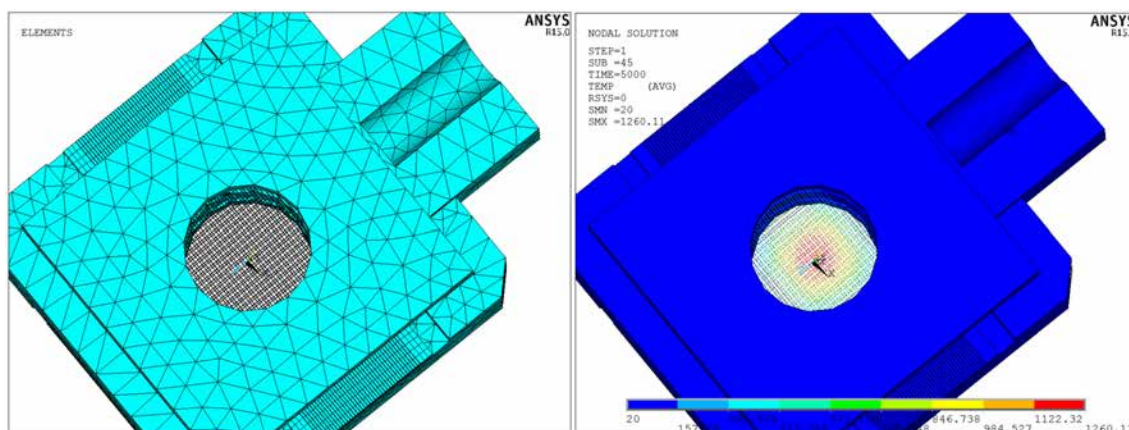 ANSYS
R15.0
ELEMENTS
ANSYS
NODAL SOLUTION
STEP=1
SUB =45
TIME=5000
TEMP (AVG)
RSYS=0
SMN =20
SMX =1260.11
X
20
846.738
1122.32
984.527